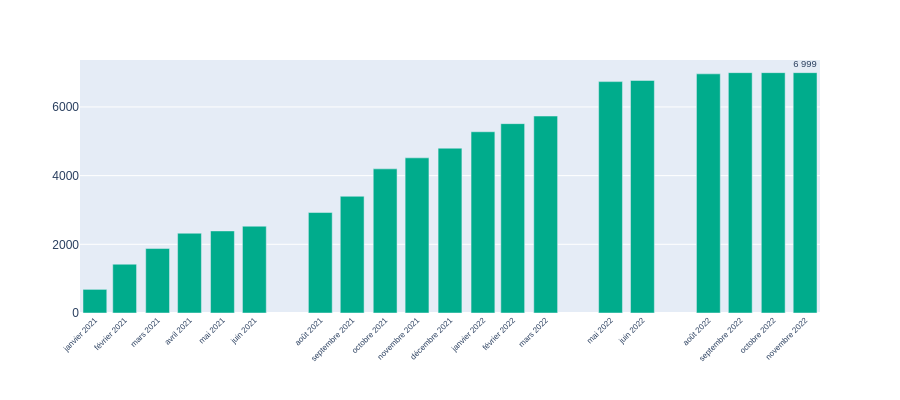 6 999
6000
4000
2000
0
janvier 2021
février 2021
mars 2021
avril 2021
mai 2021
juin 2021
août 2021
septembre 2021
octobre 2021
novembre 2021
décembre 2021
janvier 2022
février 2022
mars 2022
mai 2022
juin 2022
août 2022
septembre 2022
octobre 2022
novembre 2022